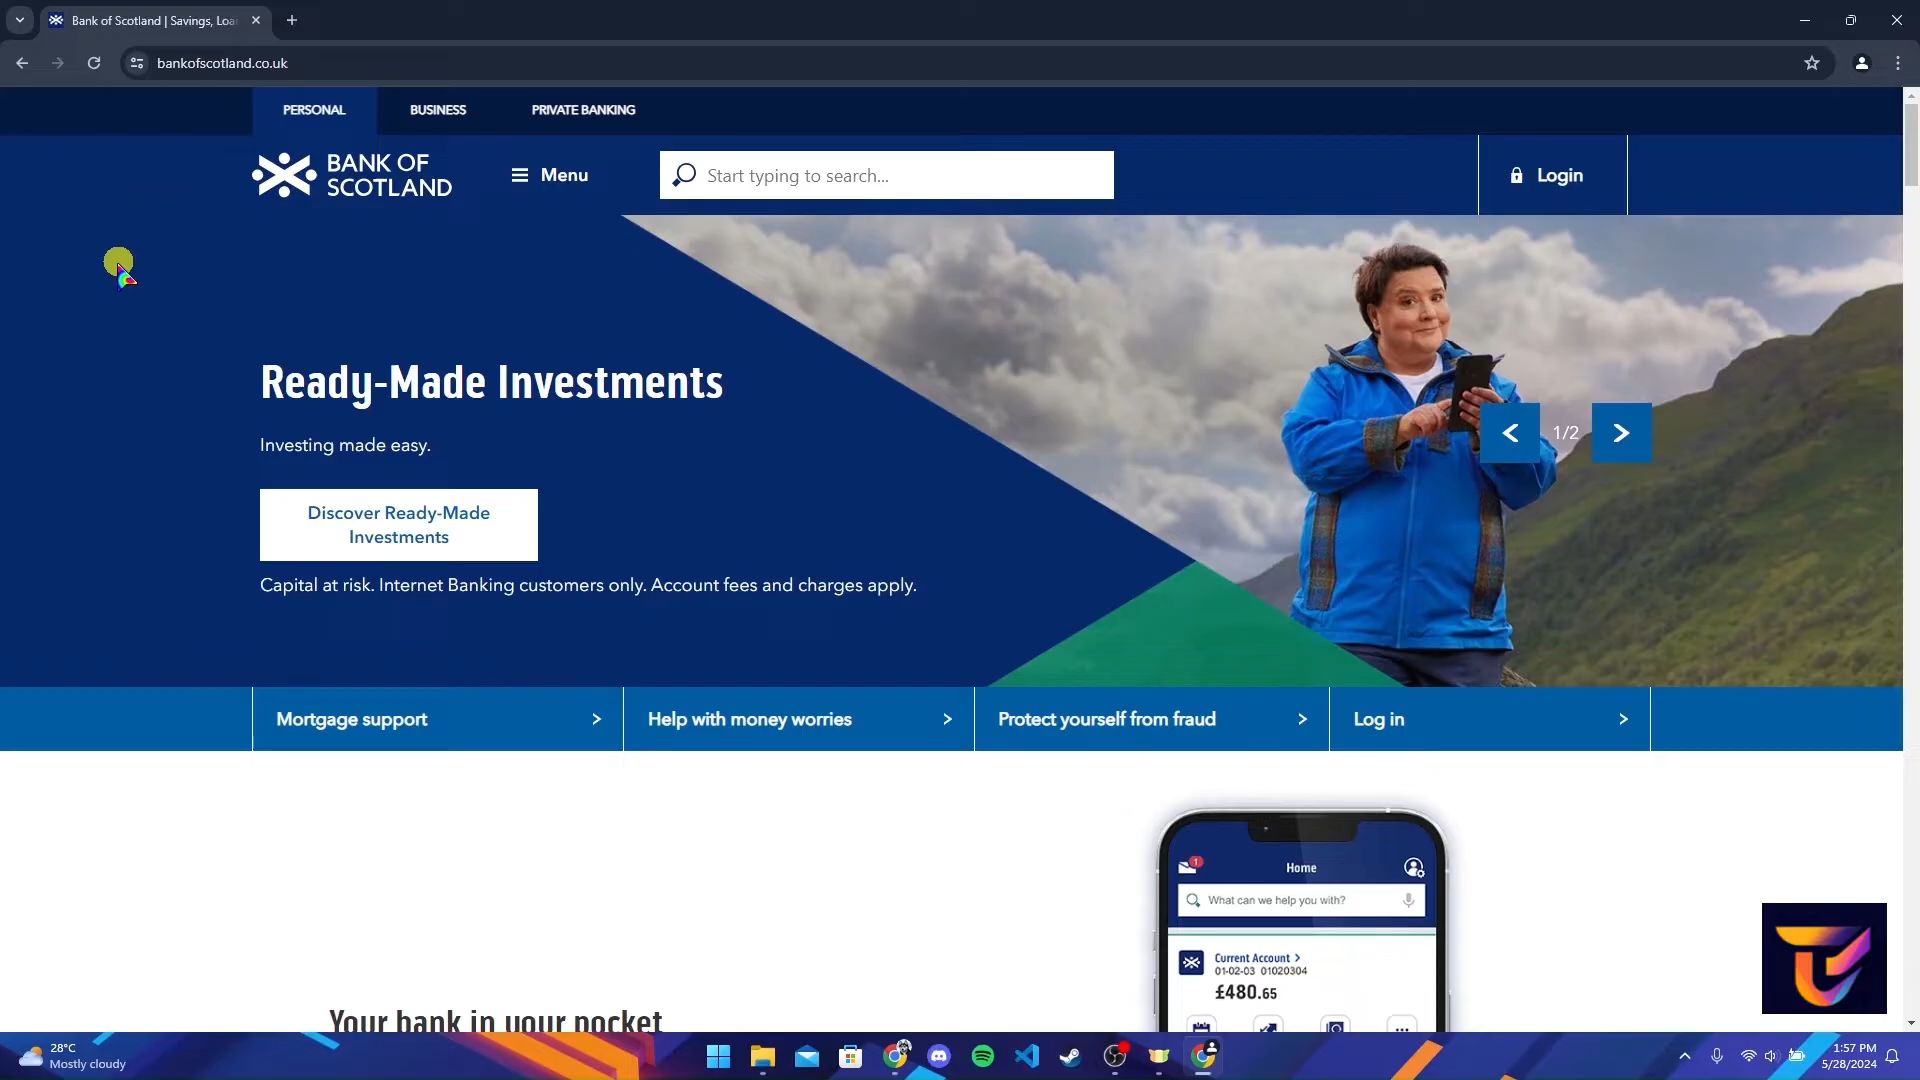 Bank of Scotland | Savings, Loa
bankofscotland.co.uk
PERSONAL
BUSINESS
PRIVATE BANKING
BANK OF
SCOTLAND
Menu
Start typing to search...
Login
Ready-Made Investments
Investing made easy.
1/2
Discover Ready-Made
Investments
Capital at risk. Internet Banking customers only. Account fees and charges apply.
Mortgage support
Help with money worries
Protect yourself from fraud
Log in
1
Home
What can we help you with?
Current Account >
01-02-03 01020304
£480.65
Your bank in your pocket
28°C
Mostly cloudy
1:57 PM
5/28/2024